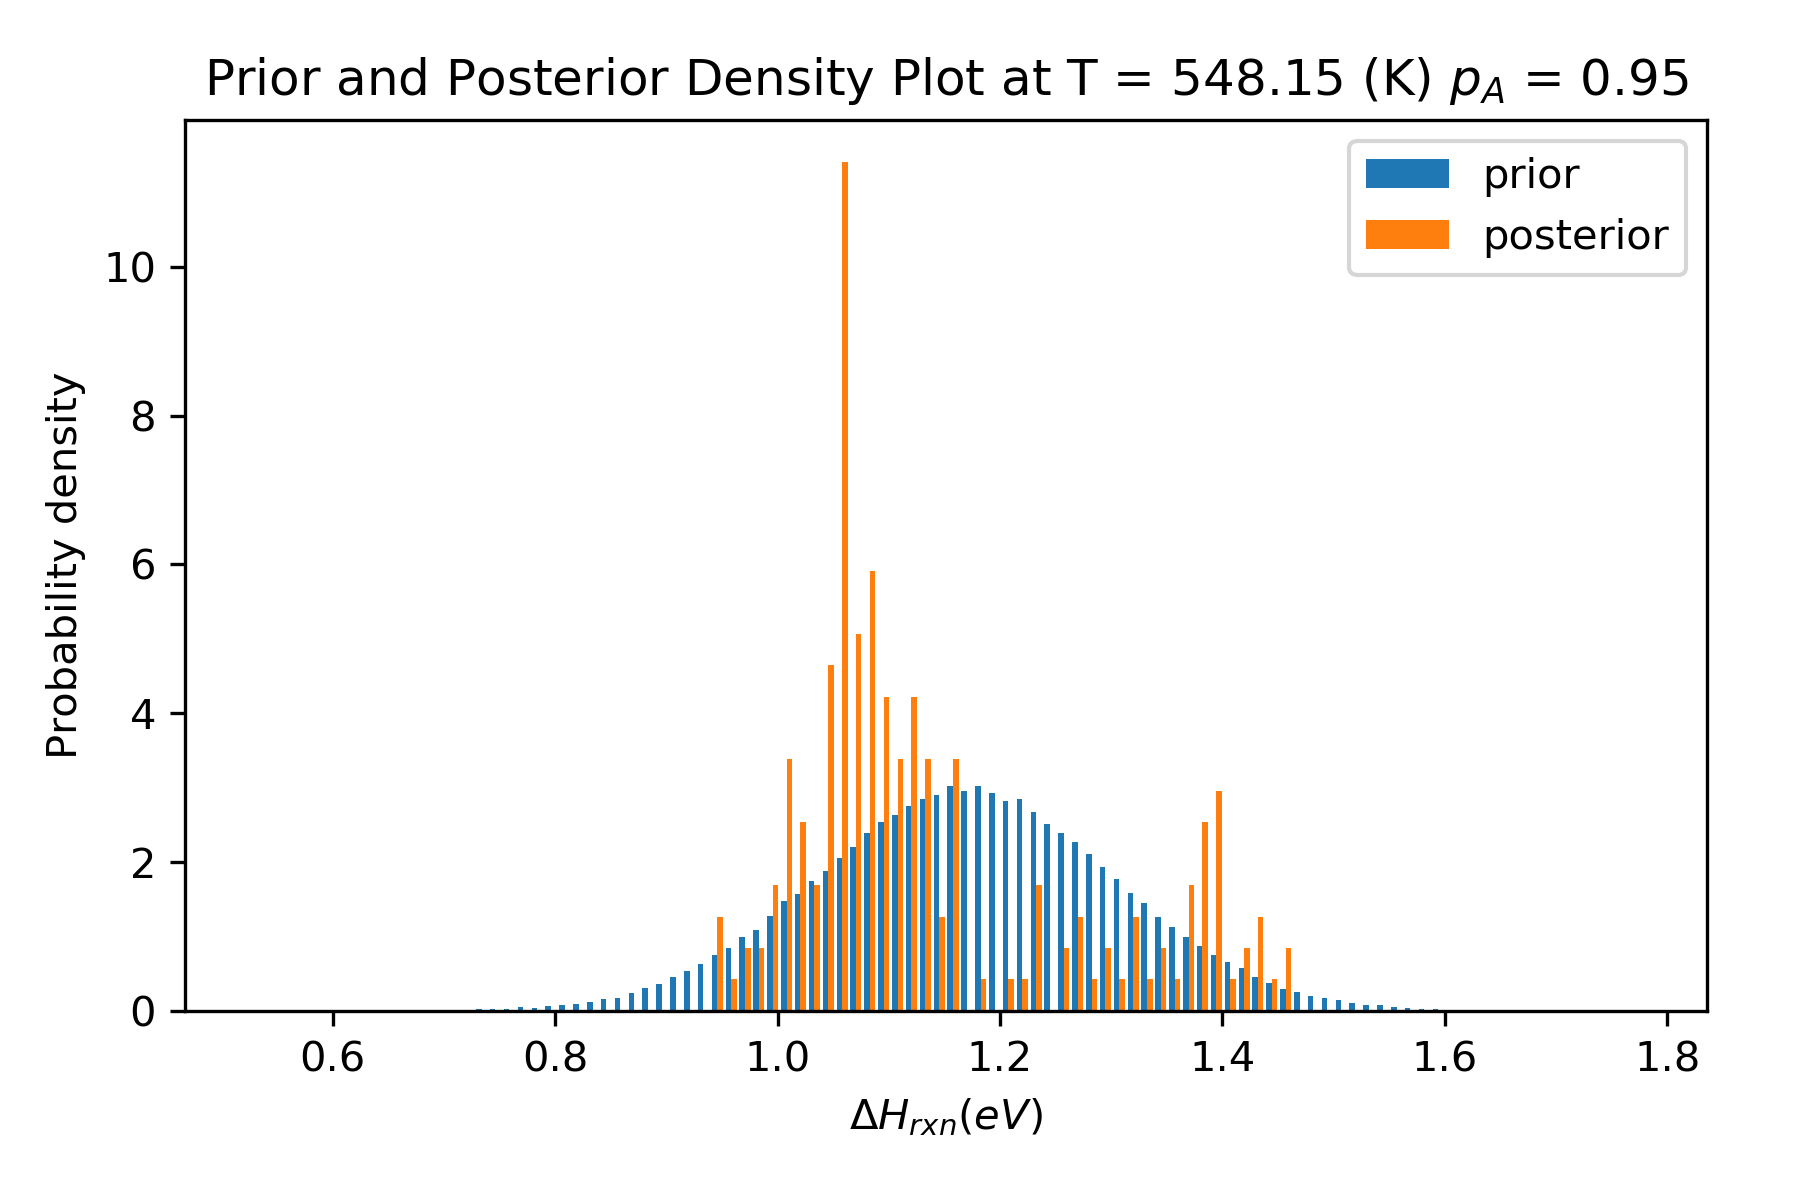 Prior and Posterior Density Plot at T = 548.15 (K) p_A = 0.95
prior
posterior
Probability density
10
8
6
4
2
0
0.6 0.8 1.0 1.2 1.4 1.6 1.8
ΔH_rxn(eV)